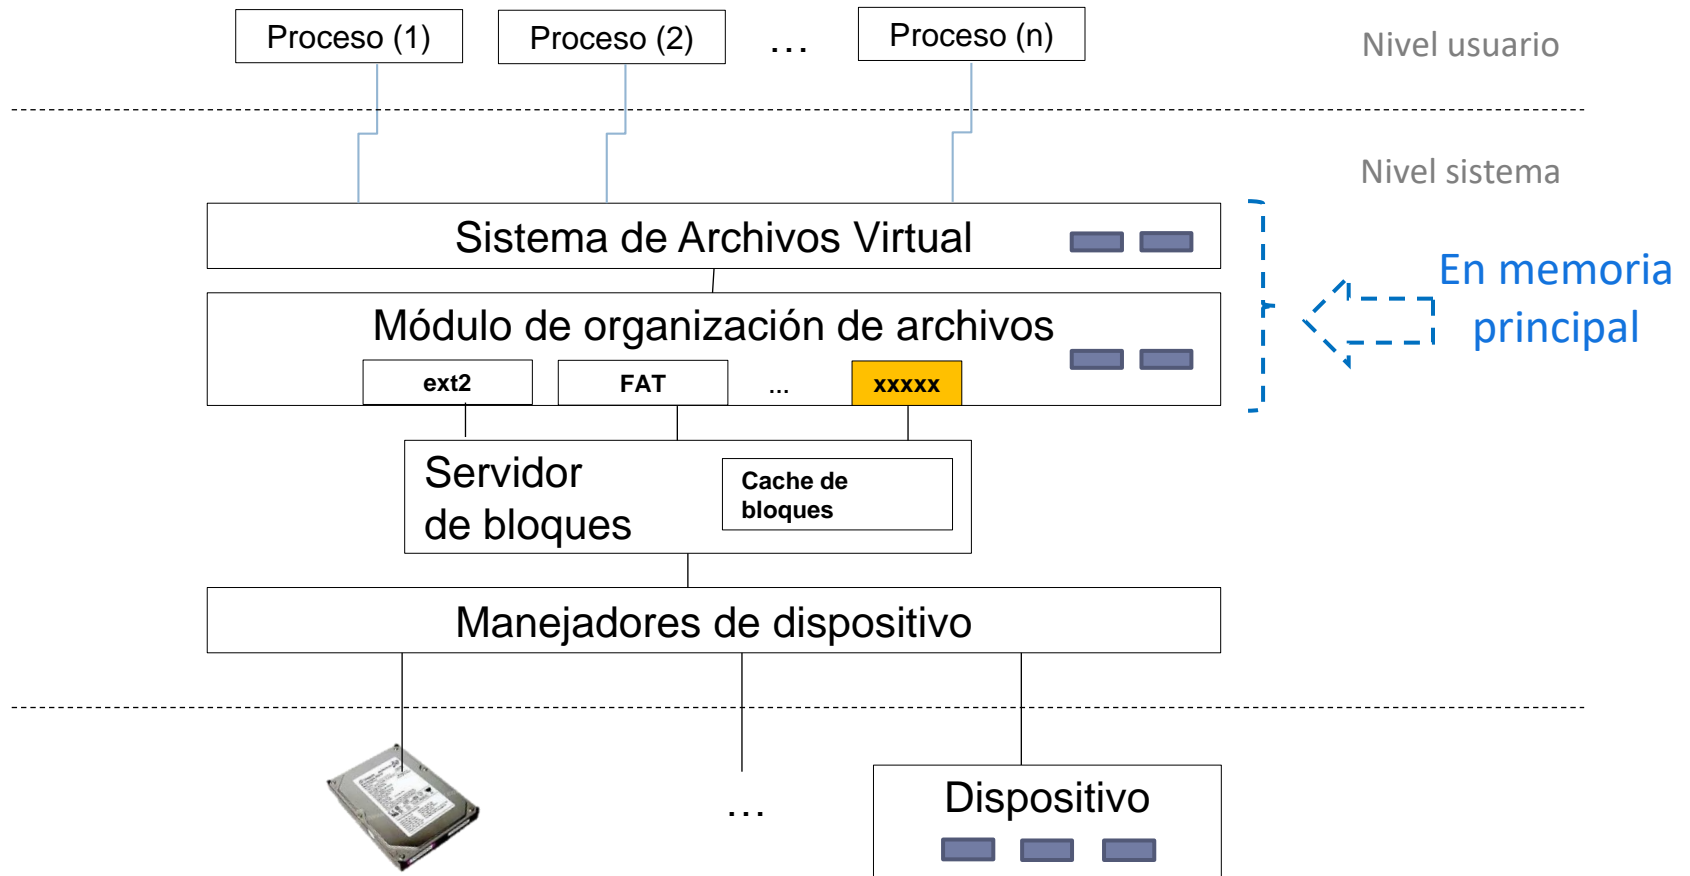 Proceso (1)
Proceso (2)
...
Proceso (n)
Nivel usuario
Nivel sistema
Sistema de Archivos Virtual
En memoria
principal
Módulo de organización de archivos
ext2
FAT
...
xxxxx
Servidor
de bloques
Cache de
bloques
Manejadores de dispositivo
...
Dispositivo